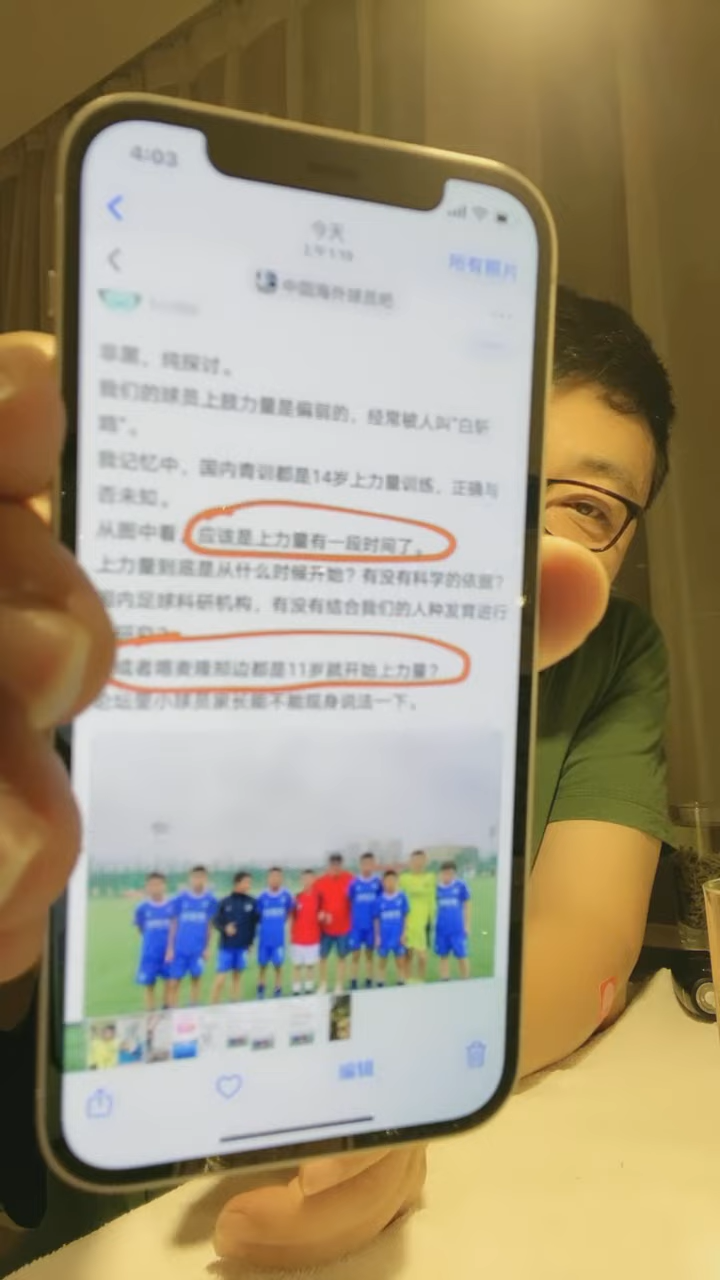 4:03
今天
所有照片
中国海外球员吧
非黑,纯探讨。
我们的球员上肢力量是偏弱的,经常被人叫“白斩
鸡”。
我记忆中,国内青训都是14岁上力量训练,正确与
否未知。
从图中看,应该是上力量有一段时间了。
上力量到底是从什么时候开始?有没有科学的依据?
国内足球科研机构,有没有结合我们的人种发育进行
研究?
或者喀麦隆那边都是11岁就开始上力量?
论坛里小球员家长能不能现身说法一下。
编辑